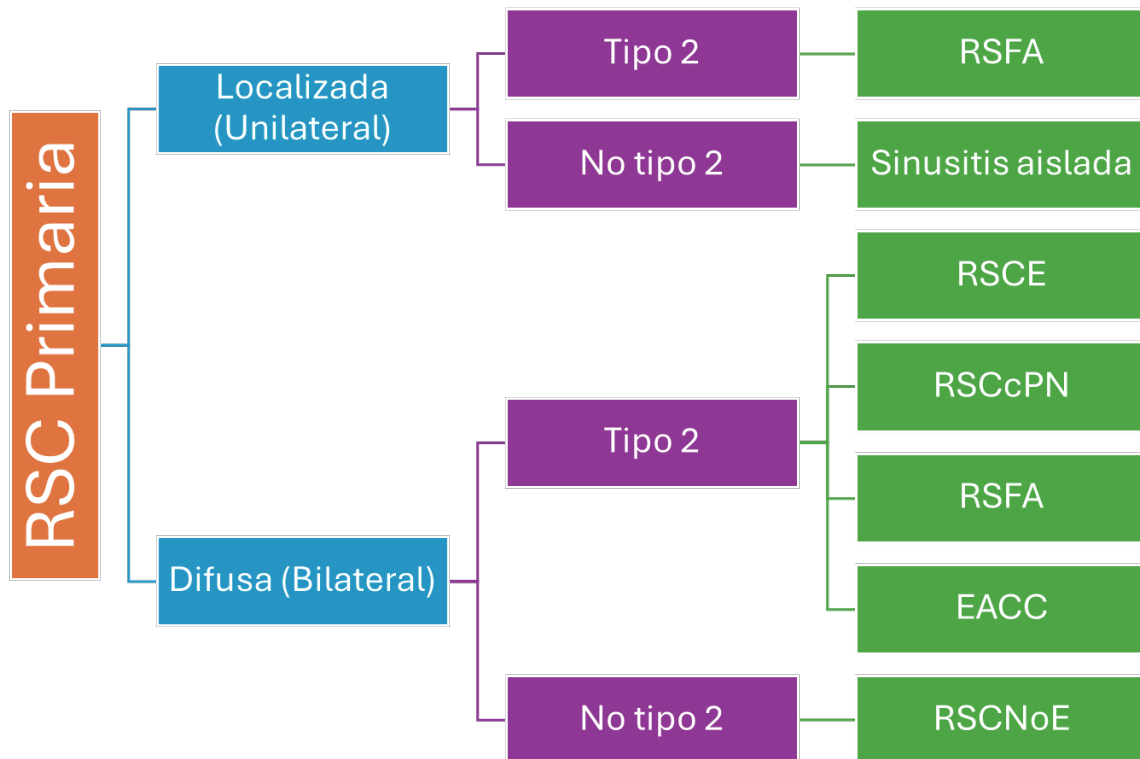 RSC Primaria
Localizada
(Unilateral)
Tipo 2
RSFA
No tipo 2
Sinusitis aislada
Difusa (Bilateral)
Tipo 2
RSCE
RSCcPN
RSFA
EACC
No tipo 2
RSCNoE